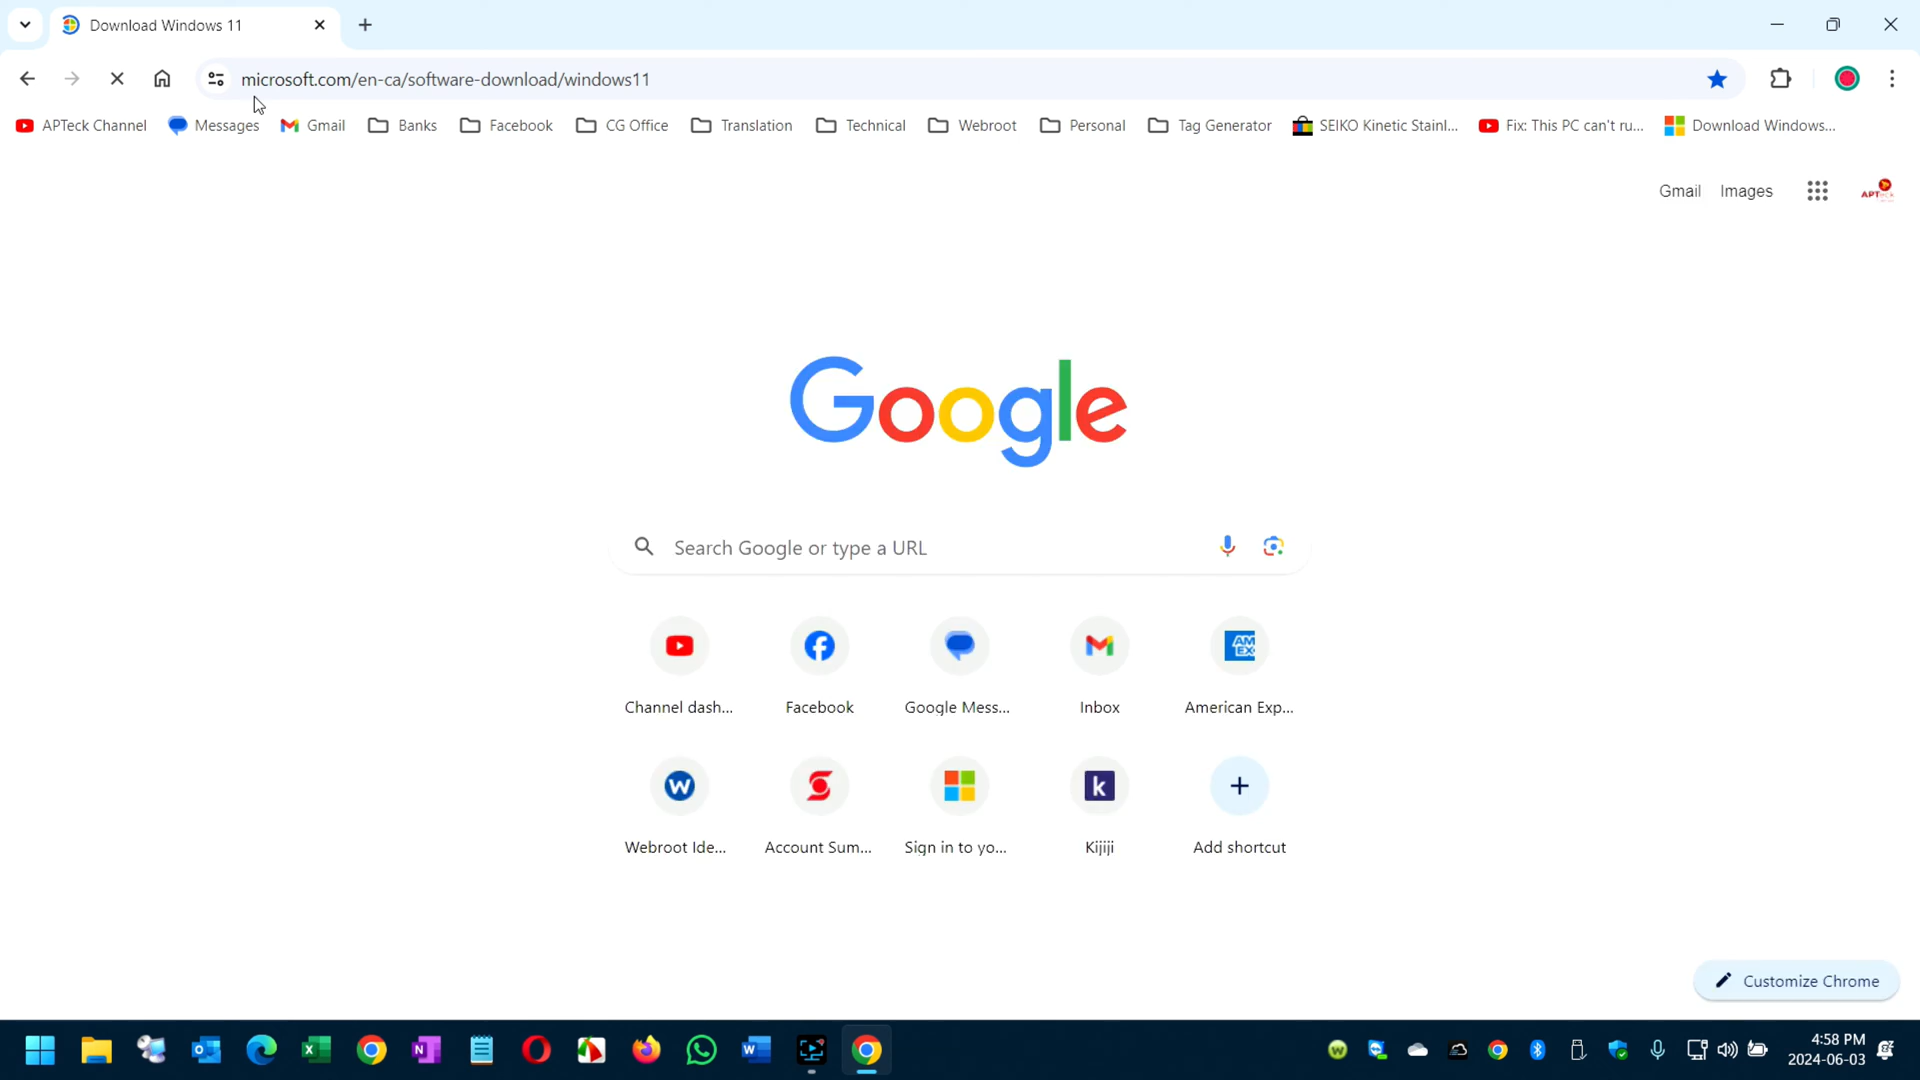 Download Windows 11
microsoft.com/en-ca/software-download/windows11
APTeck Channel Messages Gmail Banks Facebook CG Office Translation Technical Webroot Personal Tag Generator SEIKO Kinetic Stainl... Fix: This PC can't ru... Download Windows...
Gmail Images
APTeck
Google
Search Google or type a URL
AM
EX
Channel dash... Facebook Google Mess... Inbox American Exp...
W
k
Webroot Ide... Account Sum... Sign in to yo... Kijiji Add shortcut
Customize Chrome
4:58 PM
2024-06-03